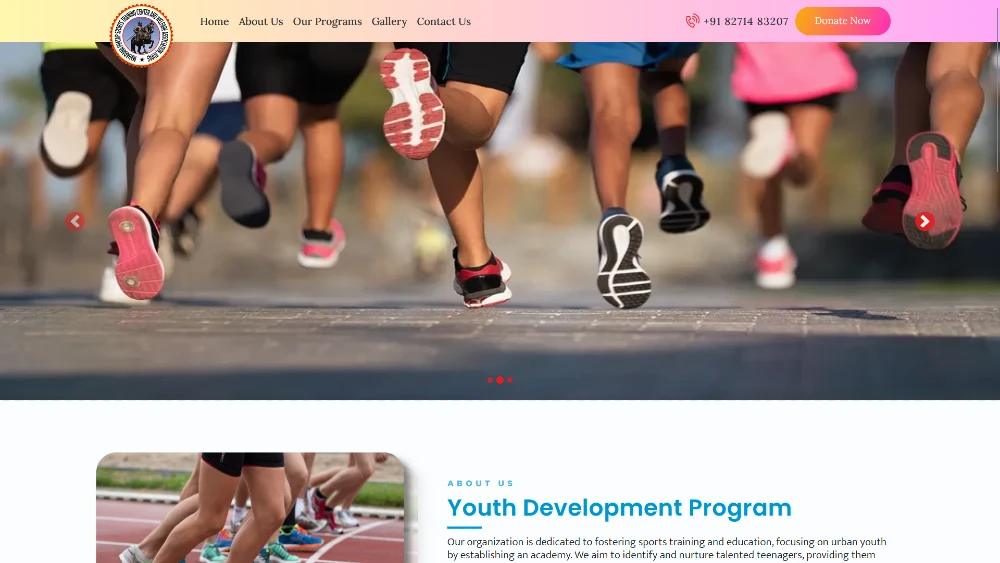 Home About Us Our Programs Gallery Contact Us
+91 82714 83207
Donate Now
ABOUT US
Youth Development Program
Our organization is dedicated to fostering sports training and education, focusing on urban youth
by establishing an academy. We aim to identify and nurture talented teenagers, providing them